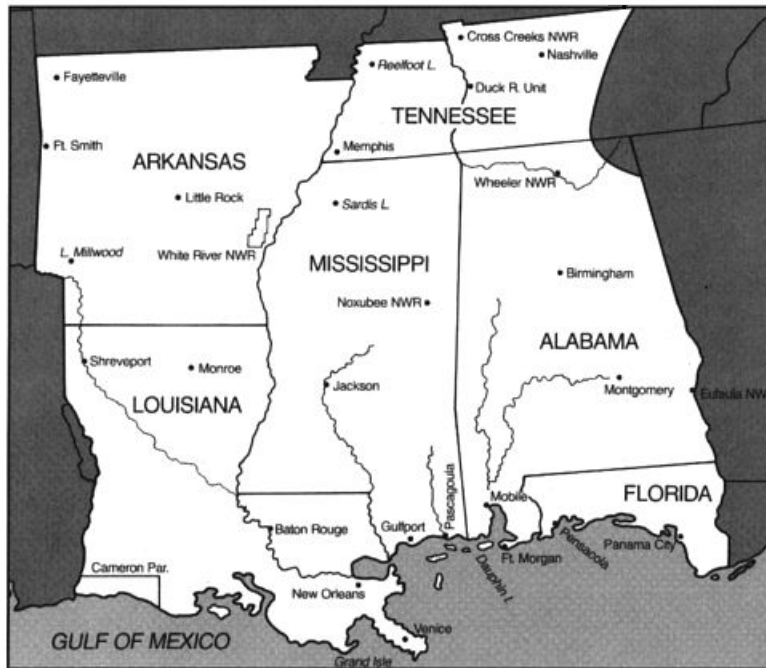 Cross Creeks NWR
Nashville
Reelfoot L.
Fayetteville
Duck R. Unit
TENNESSEE
Ft. Smith
Memphis
ARKANSAS
Wheeler NWR
Little Rock
Sardis L.
L. Millwood
White River NWR
MISSISSIPPI
Birmingham
Noxubee NWR
ALABAMA
Shreveport
Monroe
Jackson
Montgomery
Eufaula NW
LOUISIANA
FLORIDA
Mobile
Pascagoula
Baton Rouge
Gulfport
Pensacola
Panama City
Ft. Morgan
Dauphin I.
Cameron Par.
New Orleans
Venice
GULF OF MEXICO
Grand Isle